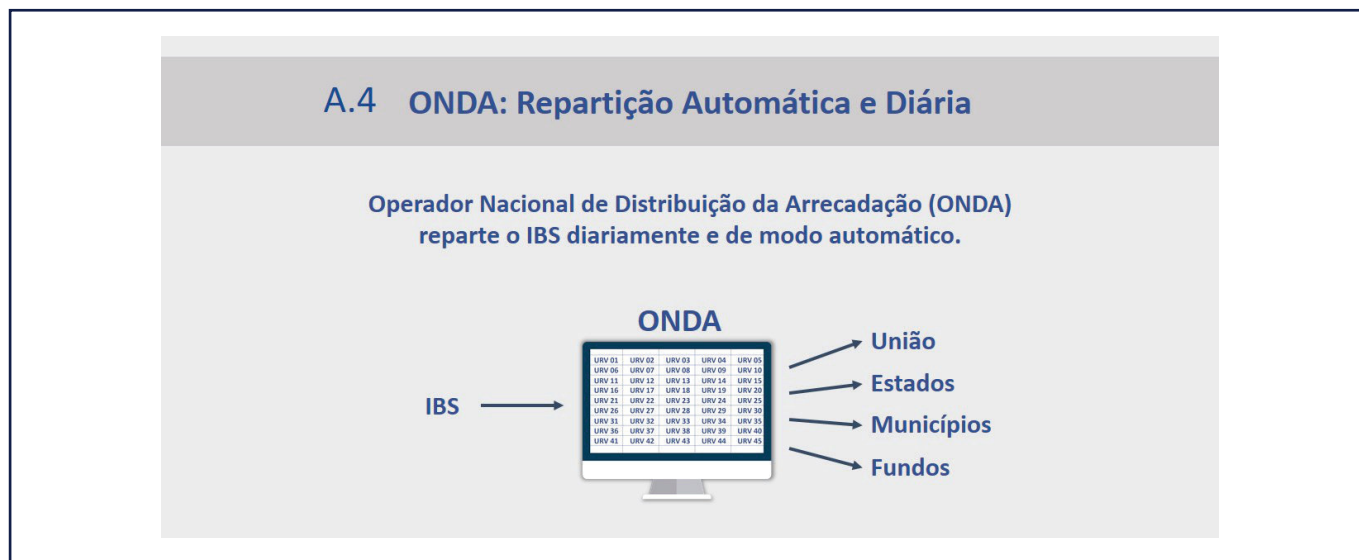 A.4 ONDA: Repartição Automática e Diária
Operador Nacional de Distribuição da Arrecadação (ONDA)
reparte o IBS diariamente e de modo automático.
ONDA
URV 01 URV 02 URV 03 URV 04 URV 05
URV 06 URV 07 URV 08 URV 09 URV 10
URV 11 URV 12 URV 13 URV 14 URV 15
URV 16 URV 17 URV 18 URV 19 URV 20
URV 21 URV 22 URV 23 URV 24 URV 25
URV 26 URV 27 URV 28 URV 29 URV 30
URV 31 URV 32 URV 33 URV 34 URV 35
URV 36 URV 37 URV 38 URV 39 URV 40
URV 41 URV 42 URV 43 URV 44 URV 45
IBS
União
Estados
Municípios
Fundos